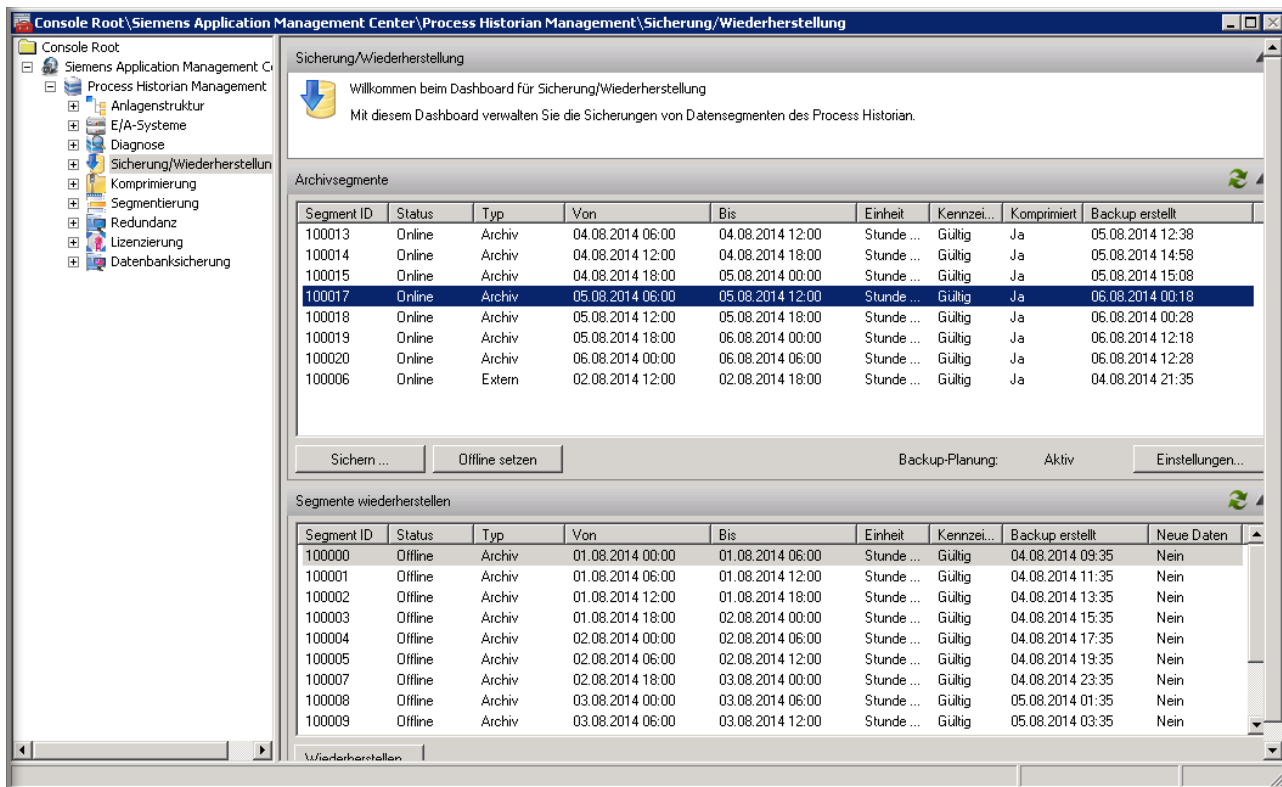 Console Root\Siemens Application Management Center\Process Historian Management\Sicherung/Wiederherstellung
Console Root
Siemens Application Management C
Process Historian Management
Anlagenstruktur
E/A-Systeme
Diagnose
Sicherung/Wiederherstellun
Komprimierung
Segmentierung
Redundanz
Lizenzierung
Datenbanksicherung
Sicherung/Wiederherstellung
Willkommen beim Dashboard für Sicherung/Wiederherstellung
Mit diesem Dashboard verwalten Sie die Sicherungen von Datensegmenten des Process Historian.
Archivsegmente
Segment ID Status Typ Von Bis Einheit Kennzei... Komprimiert Backup erstellt
100013 Online Archiv 04.08.2014 06:00 04.08.2014 12:00 Stunde ... Gültig Ja 05.08.2014 12:38
100014 Online Archiv 04.08.2014 12:00 04.08.2014 18:00 Stunde ... Gültig Ja 05.08.2014 14:58
100015 Online Archiv 04.08.2014 18:00 05.08.2014 00:00 Stunde ... Gültig Ja 05.08.2014 15:08
100017 Online Archiv 05.08.2014 06:00 05.08.2014 12:00 Stunde ... Gültig Ja 06.08.2014 00:18
100018 Online Archiv 05.08.2014 12:00 05.08.2014 18:00 Stunde ... Gültig Ja 06.08.2014 00:28
100019 Online Archiv 05.08.2014 18:00 06.08.2014 00:00 Stunde ... Gültig Ja 06.08.2014 12:18
100020 Online Archiv 06.08.2014 00:00 06.08.2014 06:00 Stunde ... Gültig Ja 06.08.2014 12:28
100006 Online Extern 02.08.2014 12:00 02.08.2014 18:00 Stunde ... Gültig Ja 04.08.2014 21:35
Sichern ... Offline setzen Backup-Planung: Aktiv Einstellungen...
Segmente wiederherstellen
Segment ID Status Typ Von Bis Einheit Kennzei... Backup erstellt Neue Daten
100000 Offline Archiv 01.08.2014 00:00 01.08.2014 06:00 Stunde ... Gültig 04.08.2014 09:35 Nein
100001 Offline Archiv 01.08.2014 06:00 01.08.2014 12:00 Stunde ... Gültig 04.08.2014 11:35 Nein
100002 Offline Archiv 01.08.2014 12:00 01.08.2014 18:00 Stunde ... Gültig 04.08.2014 13:35 Nein
100003 Offline Archiv 01.08.2014 18:00 02.08.2014 00:00 Stunde ... Gültig 04.08.2014 15:35 Nein
100004 Offline Archiv 02.08.2014 00:00 02.08.2014 06:00 Stunde ... Gültig 04.08.2014 17:35 Nein
100005 Offline Archiv 02.08.2014 06:00 02.08.2014 12:00 Stunde ... Gültig 04.08.2014 19:35 Nein
100007 Offline Archiv 02.08.2014 18:00 03.08.2014 00:00 Stunde ... Gültig 04.08.2014 23:35 Nein
100008 Offline Archiv 03.08.2014 00:00 03.08.2014 06:00 Stunde ... Gültig 05.08.2014 01:35 Nein
100009 Offline Archiv 03.08.2014 06:00 03.08.2014 12:00 Stunde ... Gültig 05.08.2014 03:35 Nein
Wiederherstellen